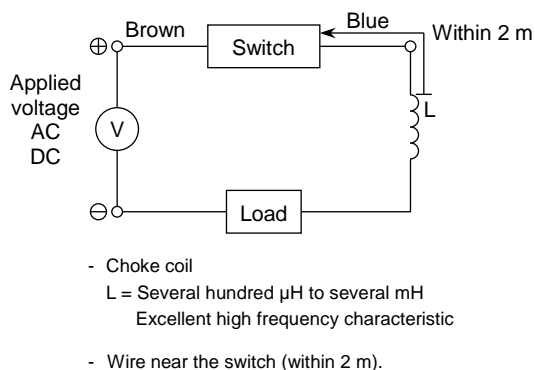 Brown
Blue
Within 2 m
⊕
Switch
Applied
voltage
AC
DC
V
L
⊖
Load
- Choke coil
L = Several hundred μH to several mH
Excellent high frequency characteristic
- Wire near the switch (within 2 m).